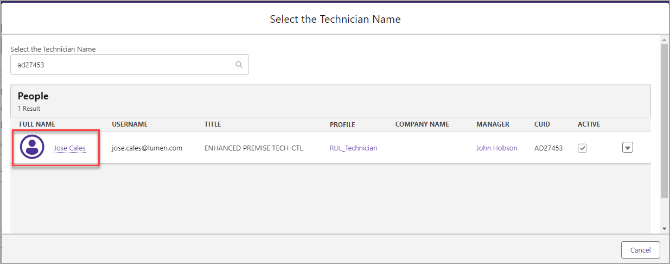 Select the Technician Name
Select the Technician Name
ad27453
People
1 Result
FULL NAME USERNAME TITLE PROFILE COMPANY NAME MANAGER CUID ACTIVE
Jose Cales jose.cales@lumen.com ENHANCED PREMISE TECH-CTL RUL_Technician John Hobson AD27453
Cancel